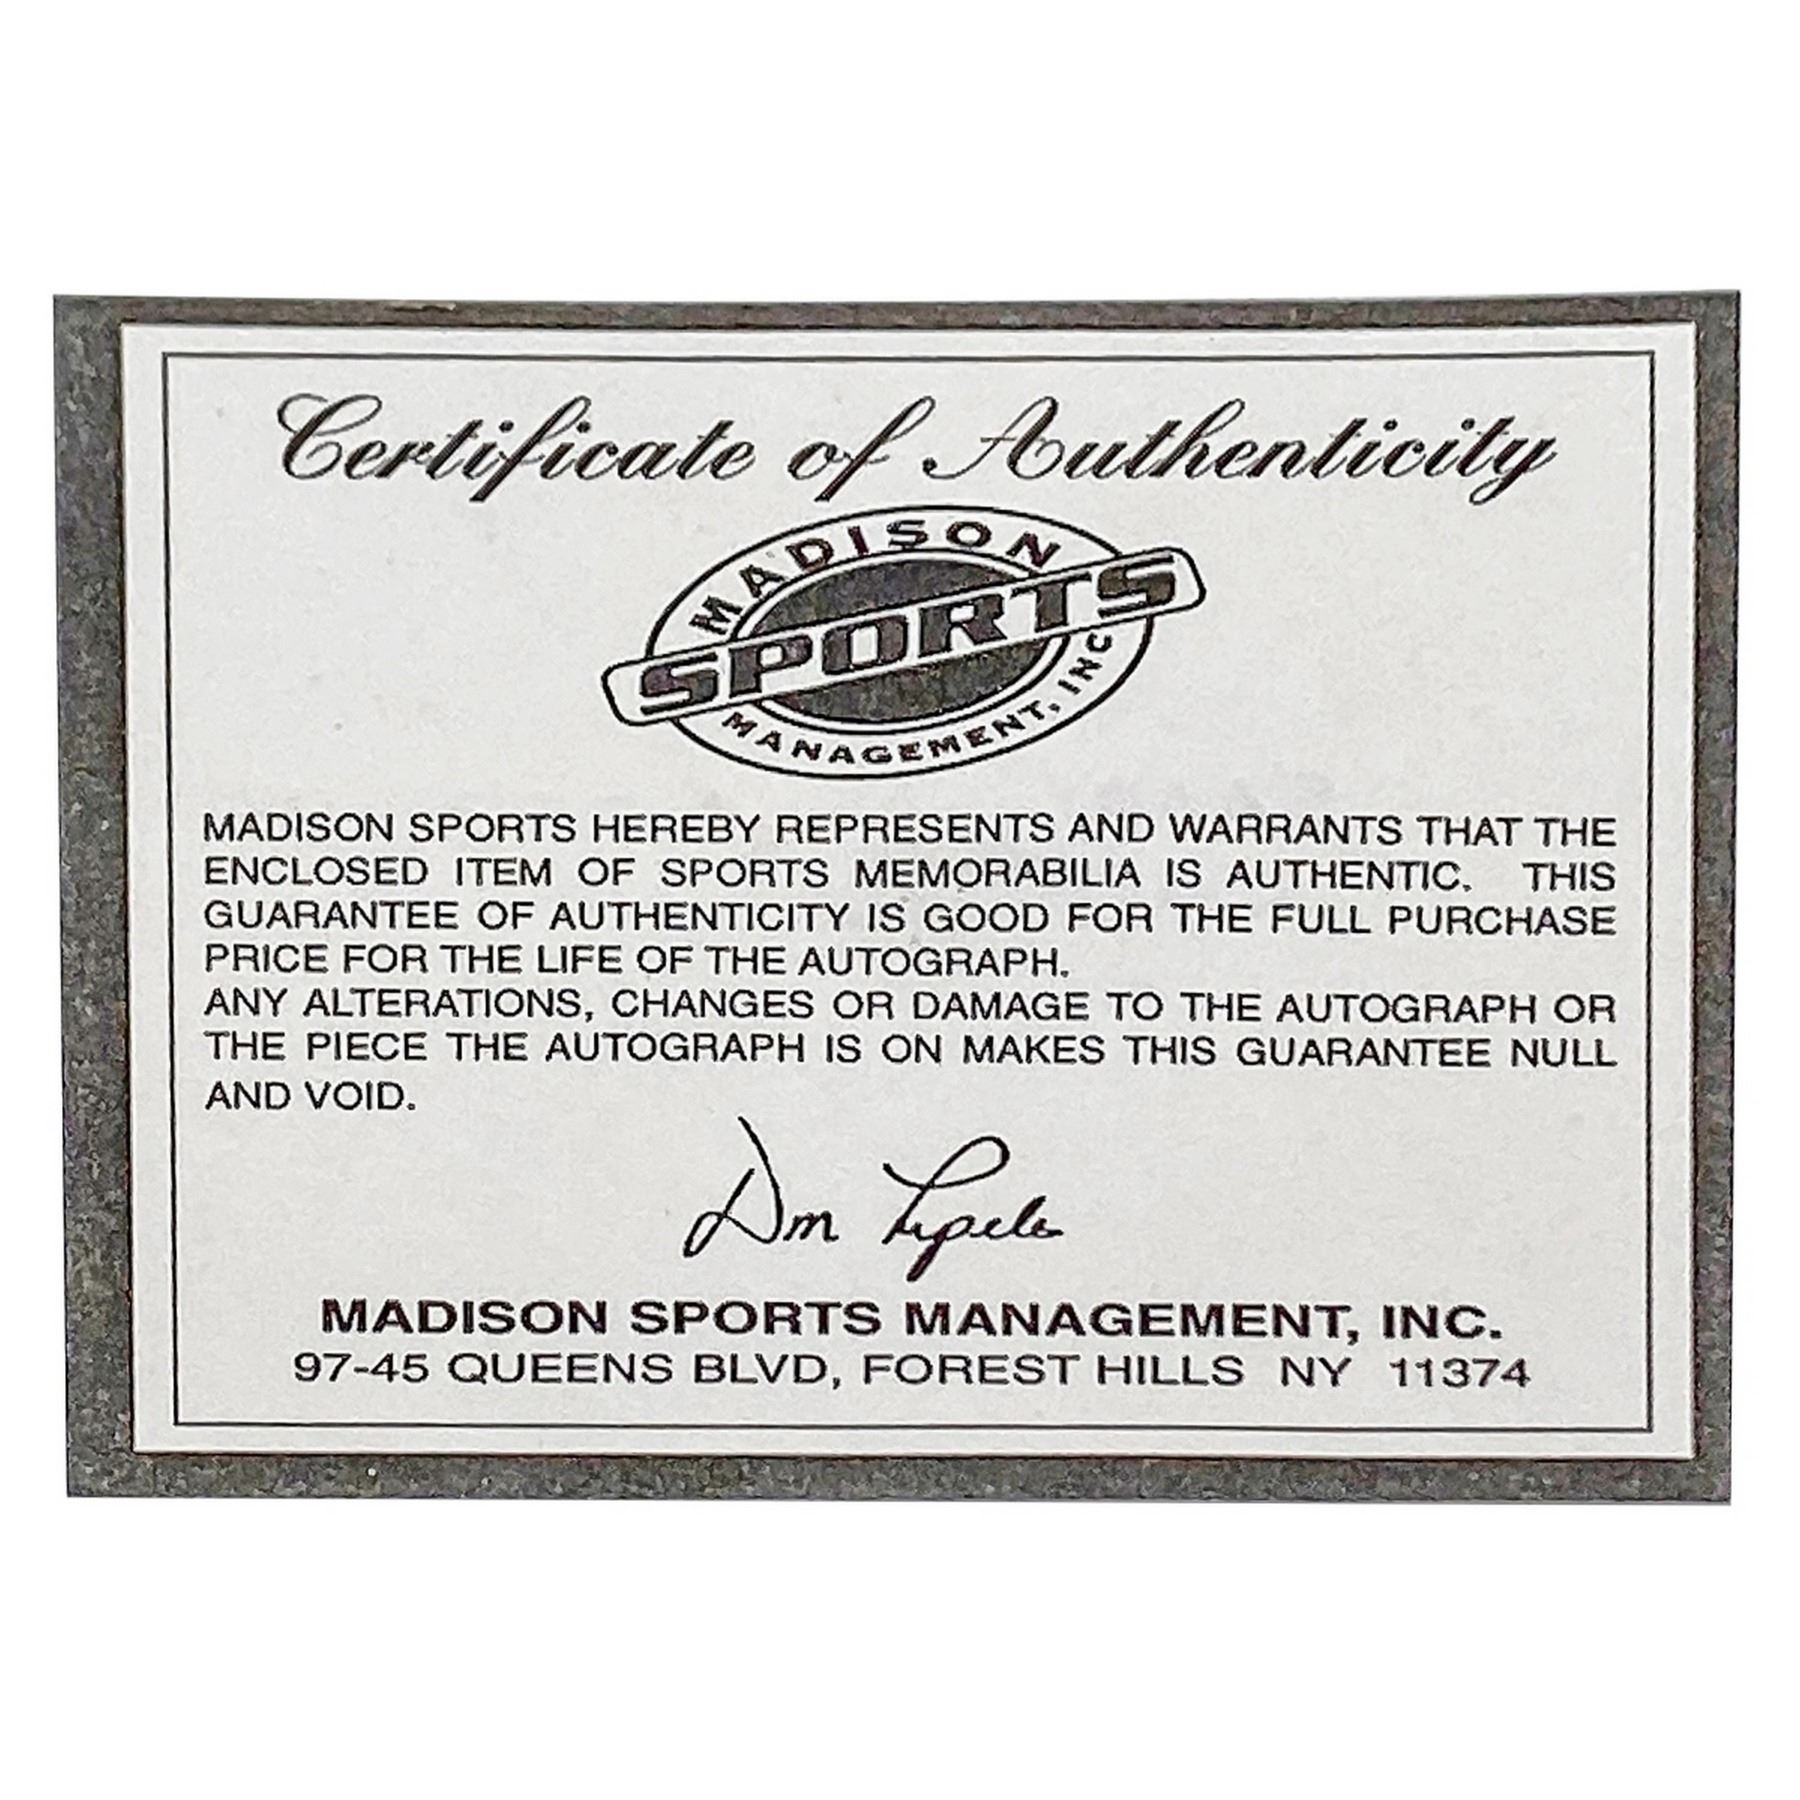 Certificate of Authenticity
MADISON
SPORTS
MANAGEMENT, INC
MADISON SPORTS HEREBY REPRESENTS AND WARRANTS THAT THE
ENCLOSED ITEM OF SPORTS MEMORABILIA IS AUTHENTIC. THIS
GUARANTEE OF AUTHENTICITY IS GOOD FOR THE FULL PURCHASE
PRICE FOR THE LIFE OF THE AUTOGRAPH.
ANY ALTERATIONS, CHANGES OR DAMAGE TO THE AUTOGRAPH OR
THE PIECE THE AUTOGRAPH IS ON MAKES THIS GUARANTEE NULL
AND VOID.
MADISON SPORTS MANAGEMENT, INC.
97-45 QUEENS BLVD, FOREST HILLS NY 11374